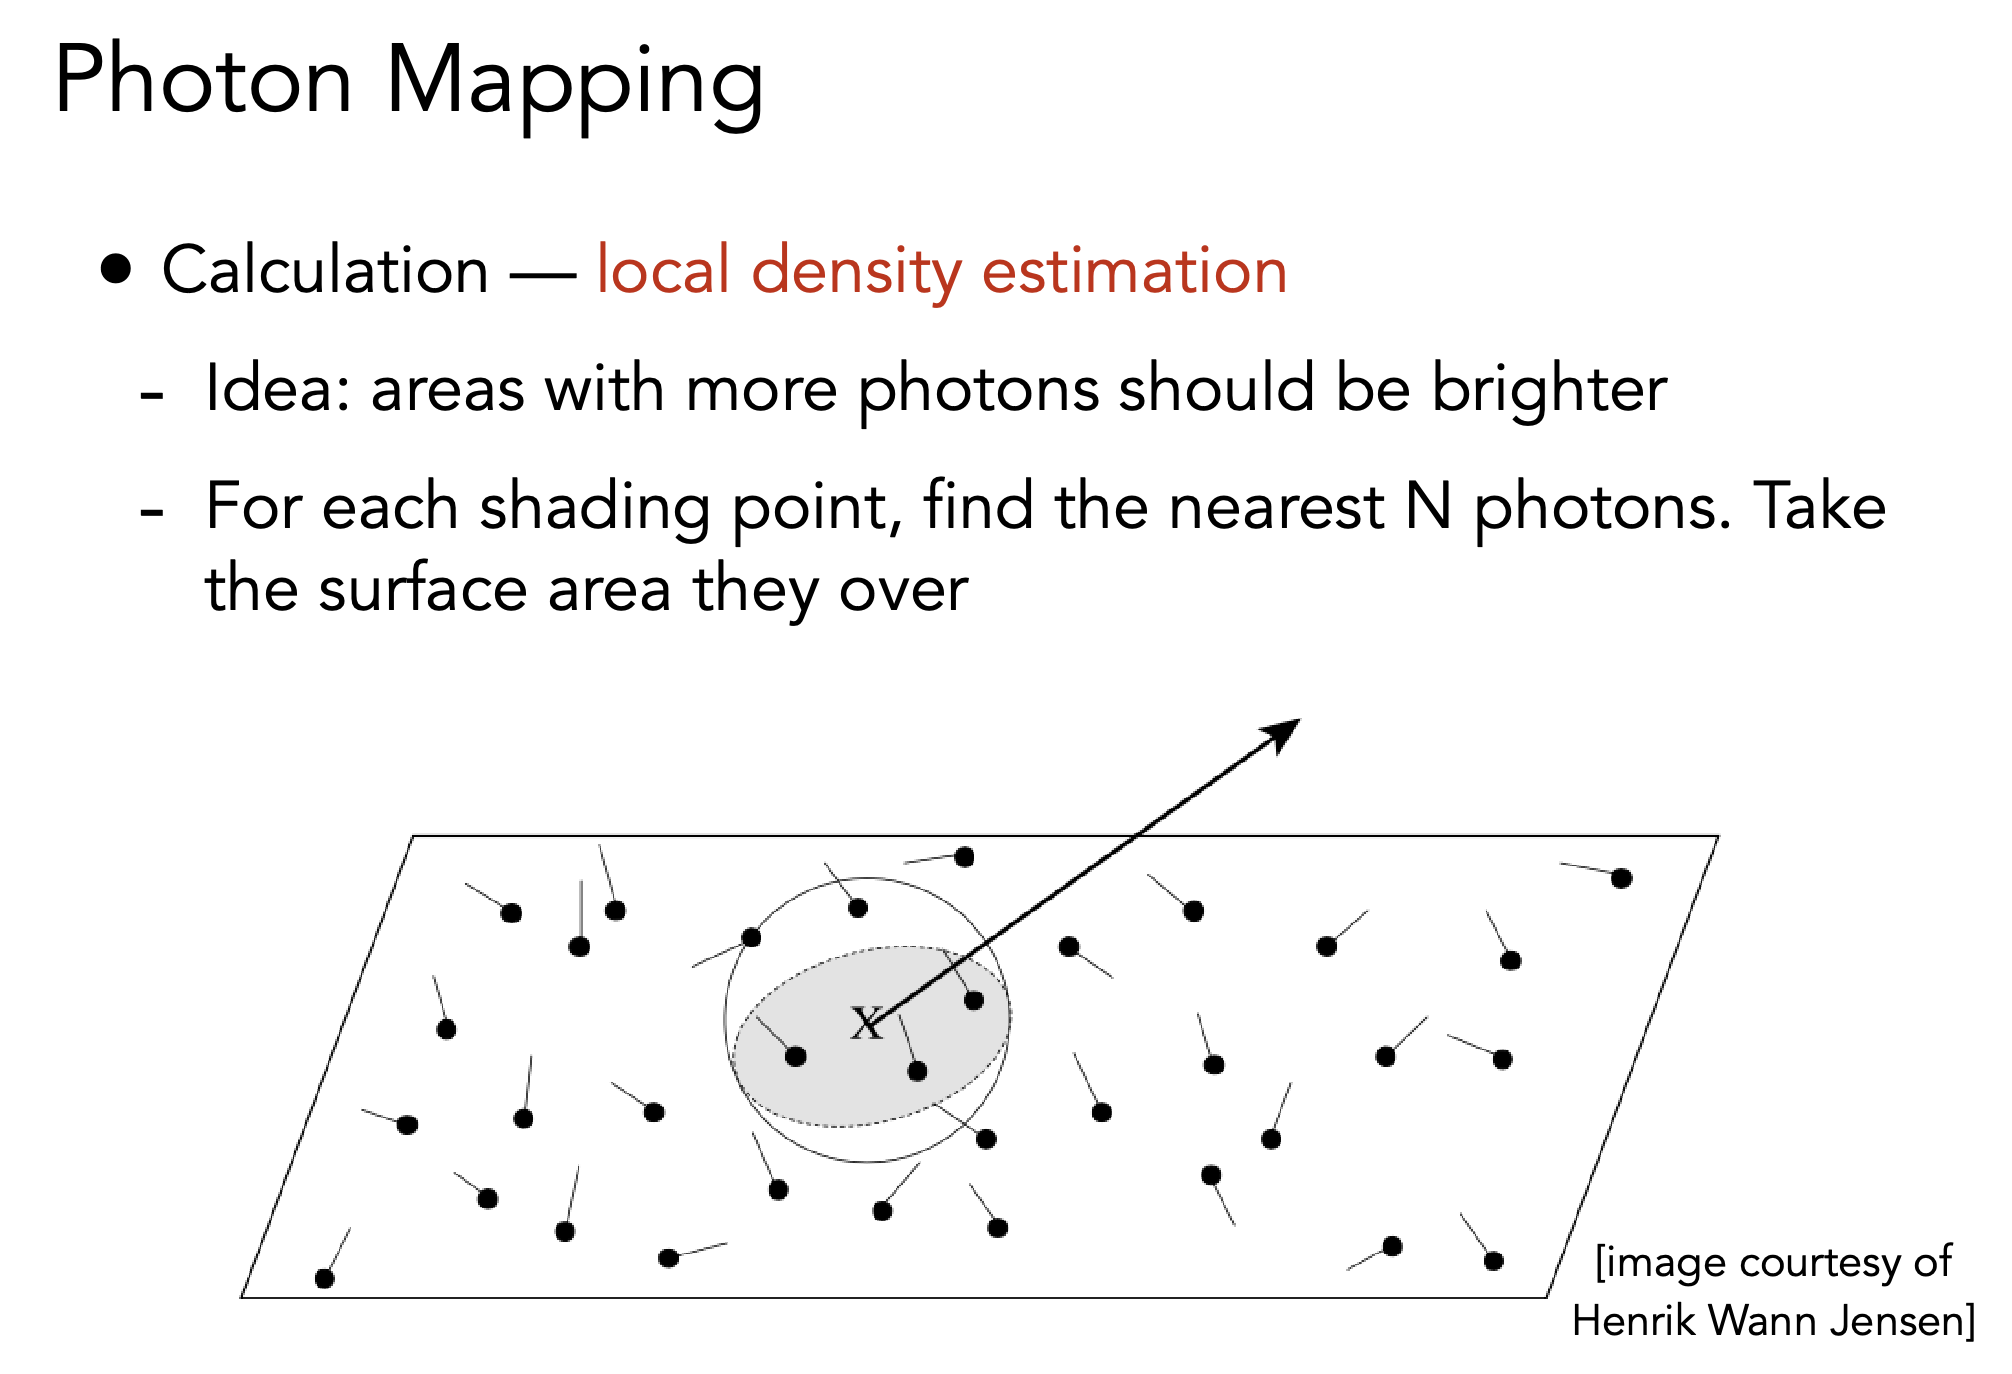 Photon Mapping
● Calculation — local density estimation
- Idea: areas with more photons should be brighter
- For each shading point, find the nearest N photons. Take
the surface area they over
X
[image courtesy of
Henrik Wann Jensen]